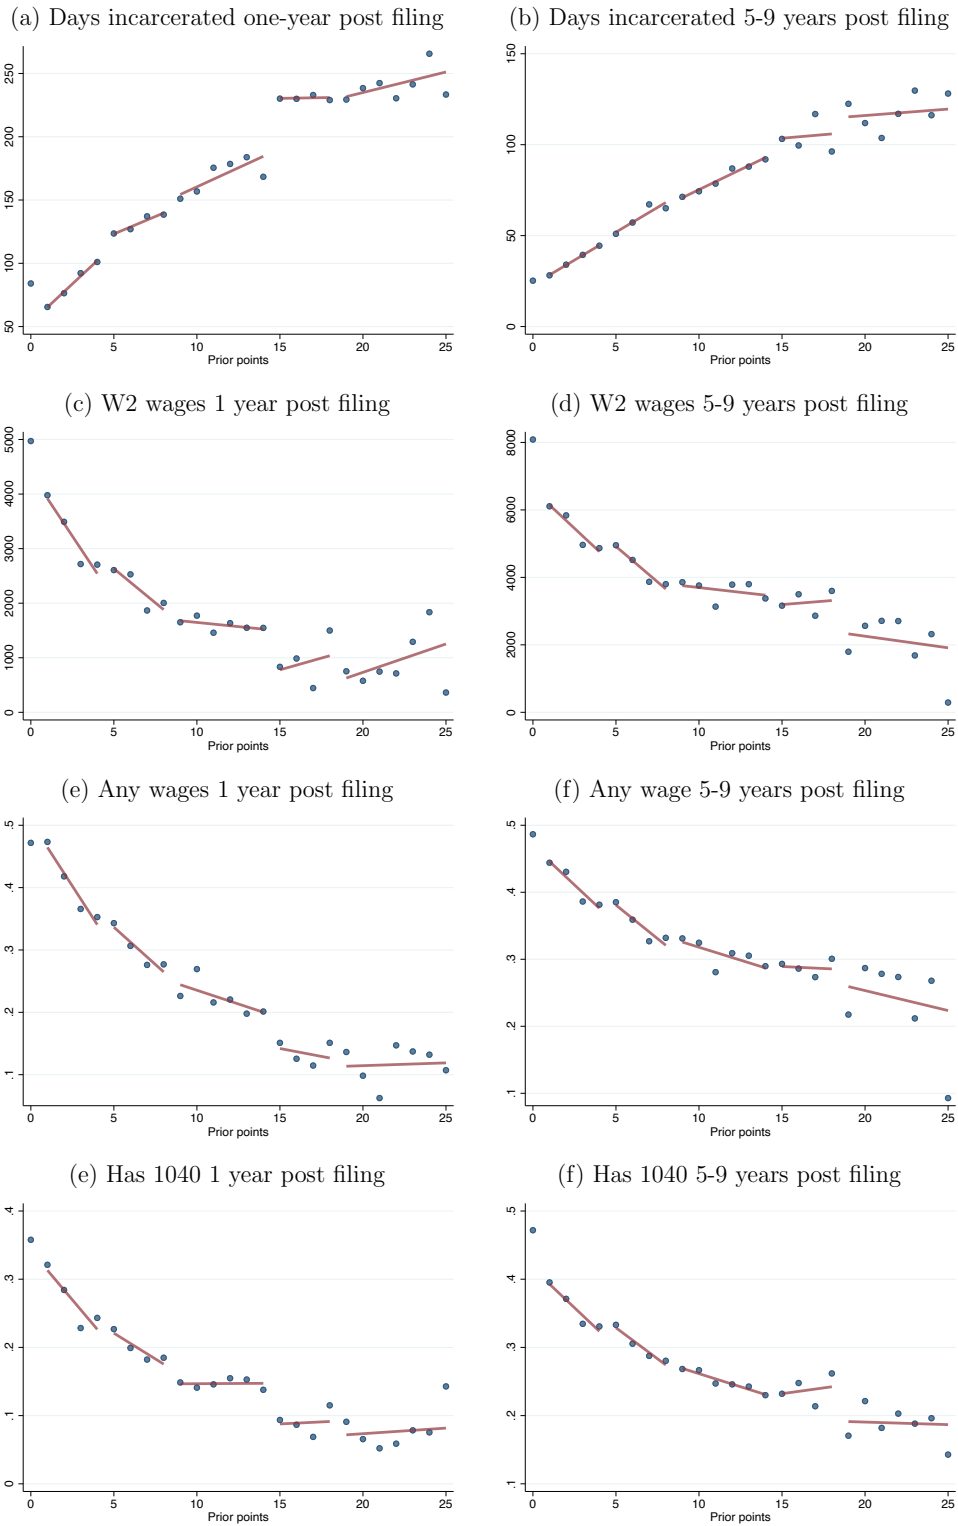 (a) Days incarcerated one-year post filing
250
200
150
100
50
0 5 10 15 20 25
Prior points
(b) Days incarcerated 5-9 years post filing
150
100
50
0
0 5 10 15 20 25
Prior points
(c) W2 wages 1 year post filing
5000
4000
3000
2000
1000
0
0 5 10 15 20 25
Prior points
(d) W2 wages 5-9 years post filing
8000
6000
4000
2000
0
0 5 10 15 20 25
Prior points
(e) Any wages 1 year post filing
.5
.4
.3
.2
.1
0 5 10 15 20 25
Prior points
(f) Any wage 5-9 years post filing
.5
.4
.3
.2
.1
0 5 10 15 20 25
Prior points
(e) Has 1040 1 year post filing
.4
.3
.2
.1
0
0 5 10 15 20 25
Prior points
(f) Has 1040 5-9 years post filing
.5
.4
.3
.2
.1
0 5 10 15 20 25
Prior points